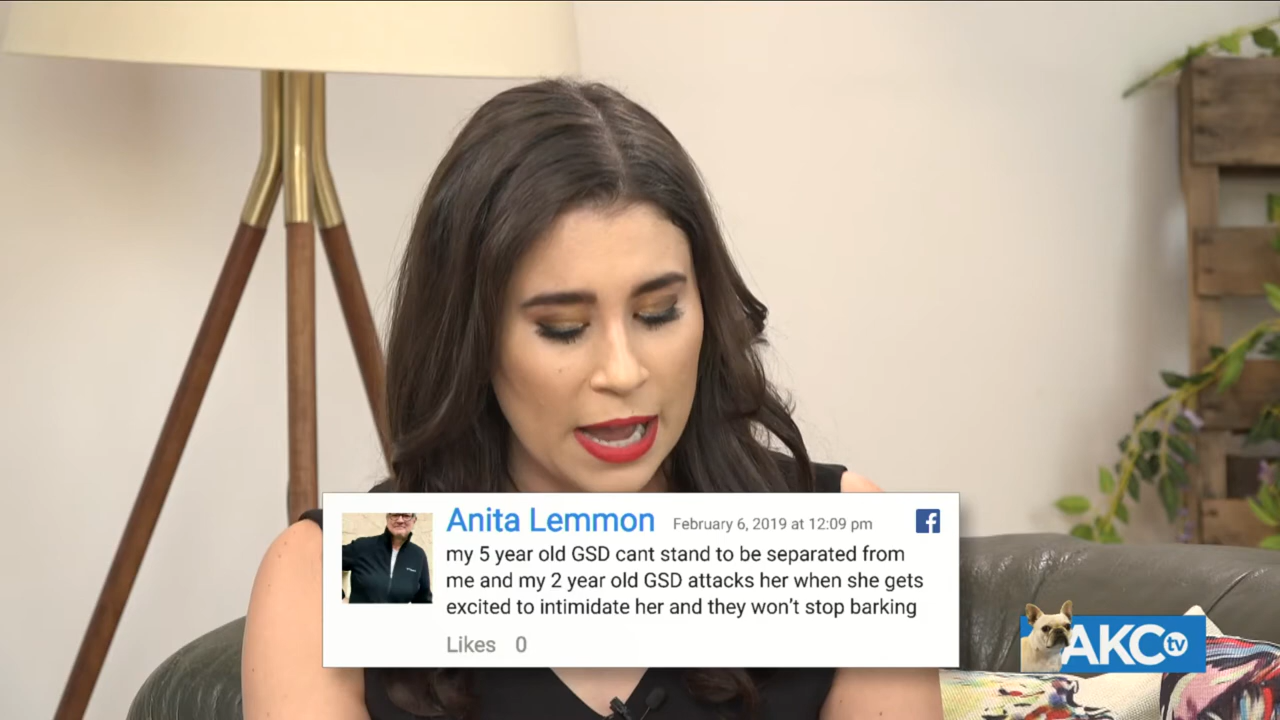 Anita Lemmon February 6, 2019 at 12:09 pm
my 5 year old GSD cant stand to be separated from
me and my 2 year old GSD attacks her when she gets
excited to intimidate her and they won't stop barking
Likes 0
AKC tv